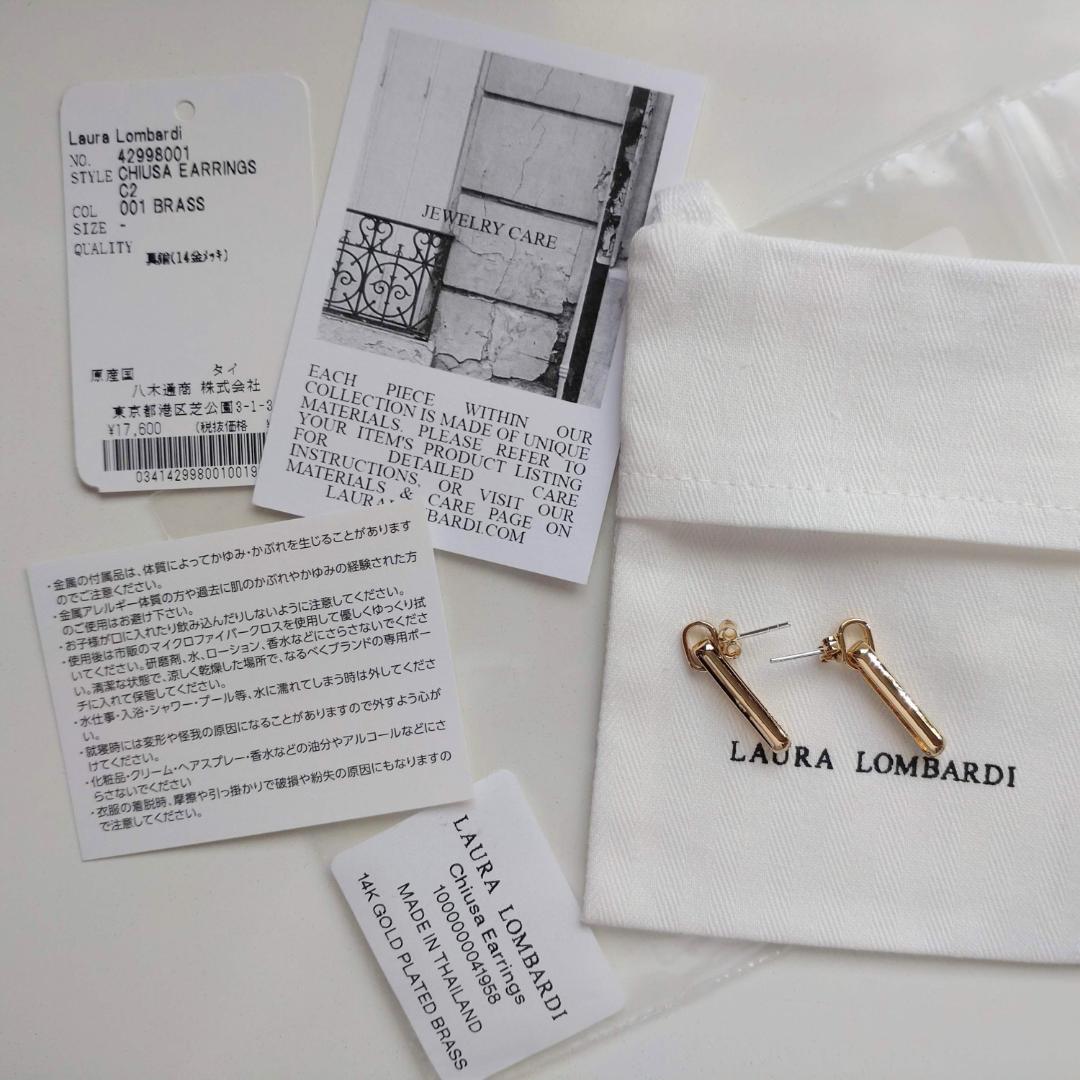 Laura Lombardi
NO. 42998001
STYLE CHIUSA EARRINGS
C2
COL 001 BRASS
SIZE -
QUALITY
真鍮(14金ﾒｯｷ)
原産国 タイ
八木通商 株式会社
東京都港区芝公園3-1-3
¥17,600 (税抜価格
0341429980010019
JEWELRY CARE
EACH PIECE WITHIN OUR
COLLECTION IS MADE OF UNIQUE
MATERIALS. PLEASE REFER TO
YOUR ITEM'S PRODUCT LISTING
FOR DETAILED CARE
INSTRUCTIONS, OR VISIT OUR
MATERIALS & CARE PAGE ON
LAURA LOMBARDI.COM
・金属の付属品は、体質によってかゆみ・かぶれを生じることがあります
のでご注意ください。
・金属アレルギー体質の方や過去に肌のかぶれやかゆみの経験された方
のご使用はお避け下さい。
・お子様が口に入れたり飲み込んだりしないように注意してください。
・使用後は市販のマイクロファイバークロスを使用して優しくゆっくり拭
いてください。研磨剤、水、ローション、香水などにさらさないでくださ
い。清潔な状態で、涼しく乾燥した場所で、なるべくブランドの専用ポー
チに入れて保管してください。
・水仕事・入浴・シャワー・プール等、水に濡れてしまう時は外してくださ
い。
・就寝時には変形や怪我の原因になることがありますので外すよう心が
けてください。
・化粧品・クリーム・ヘアスプレー・香水などの油分やアルコールなどにさ
らさないでください
・衣服の着脱時、摩擦や引っ掛かりで破損や紛失の原因にもなりますの
で注意してください。
LAURA LOMBARDI
LAURA LOMBARDI
Chiusa Earrings
1000000041958
MADE IN THAILAND
14K GOLD PLATED BRASS